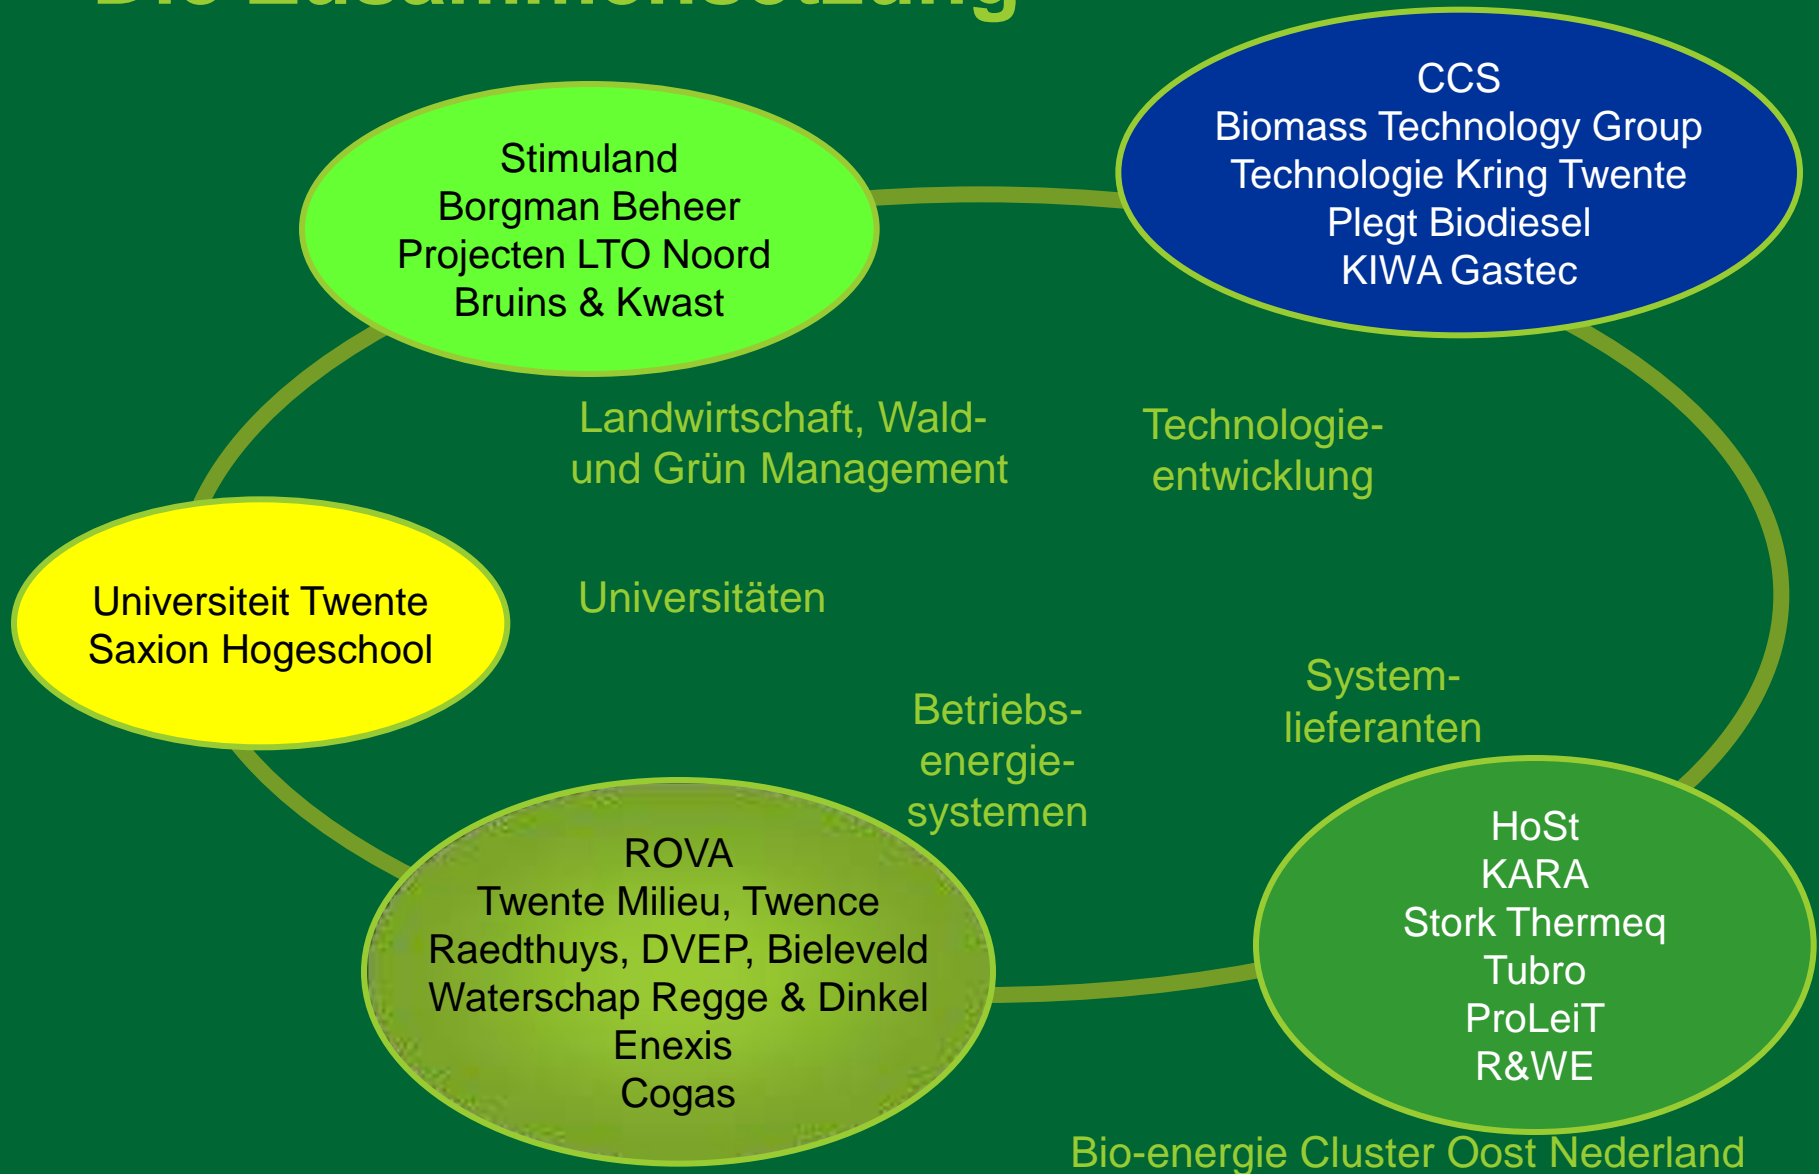 Die Zusammensetzung
CCS
Biomass Technology Group
Technologie Kring Twente
Plegt Biodiesel
KIWA Gastec
Stimuland
Borgman Beheer
Projecten LTO Noord
Bruins & Kwast
Landwirtschaft, Wald-
und Grün Management
Technologie-
entwicklung
Universiteit Twente
Saxion Hogeschool
Universitäten
System-
lieferanten
Betriebs-
energie-
systemen
ROVA
Twente Milieu, Twence
Raedthuys, DVEP, Bieleveld
Waterschap Regge & Dinkel
Enexis
Cogas
HoSt
KARA
Stork Thermeq
Tubro
ProLeiT
R&WE
Bio-energie Cluster Oost Nederland